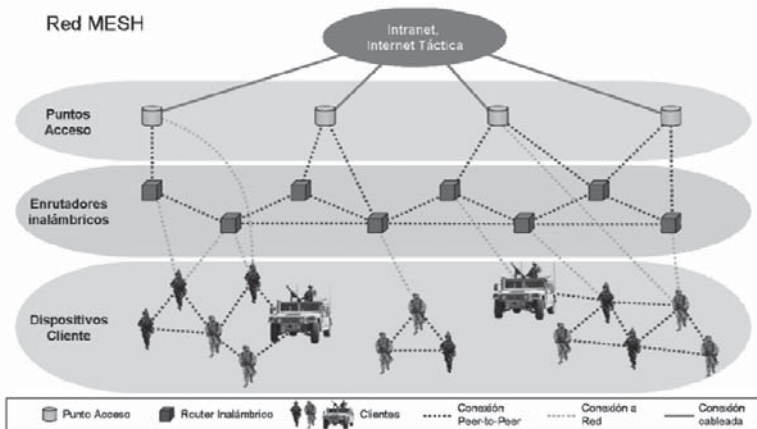 Red MESH
Intranet,
Internet Táctica
Puntos
Acceso
Enrutadores
inalámbricos
Dispositivos
Cliente
Punto Acceso
Router Inalámbrico
Clientes
Conexión
Peer-to-Peer
Conexión a
Red
Conexión
cableada